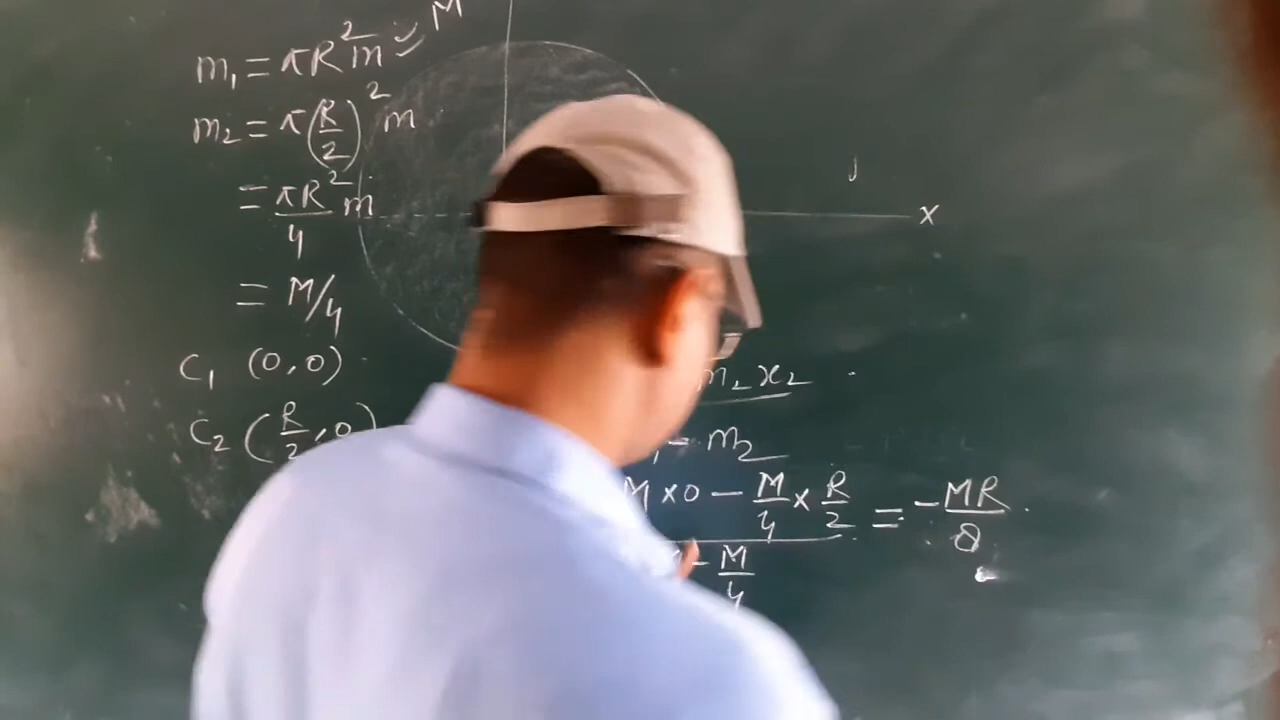 m₁ = πR²m M
m₂ = π(R/2)² m
= πR²/4 m
= M/4
C₁ (0,0)
C₂ (R/2, 0)
x
m₂x₂
- m₂
M × 0 - M/4 × R/2 = -MR/8
- M/4